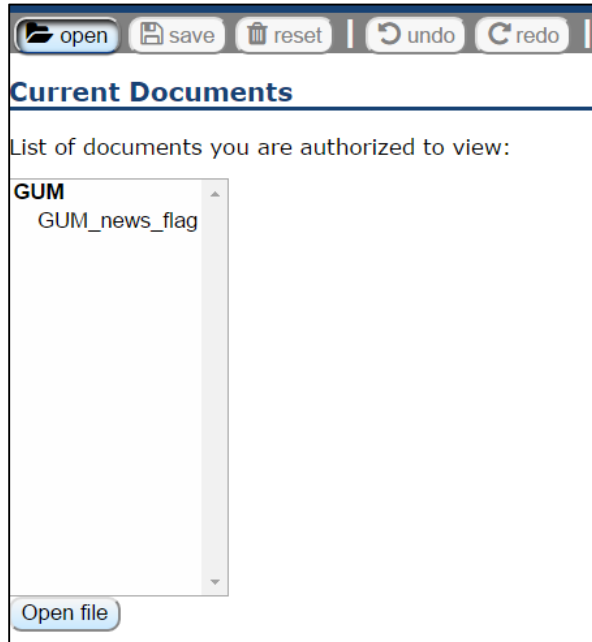 open save reset undo redo
Current Documents
List of documents you are authorized to view:
GUM
GUM_news_flag
Open file